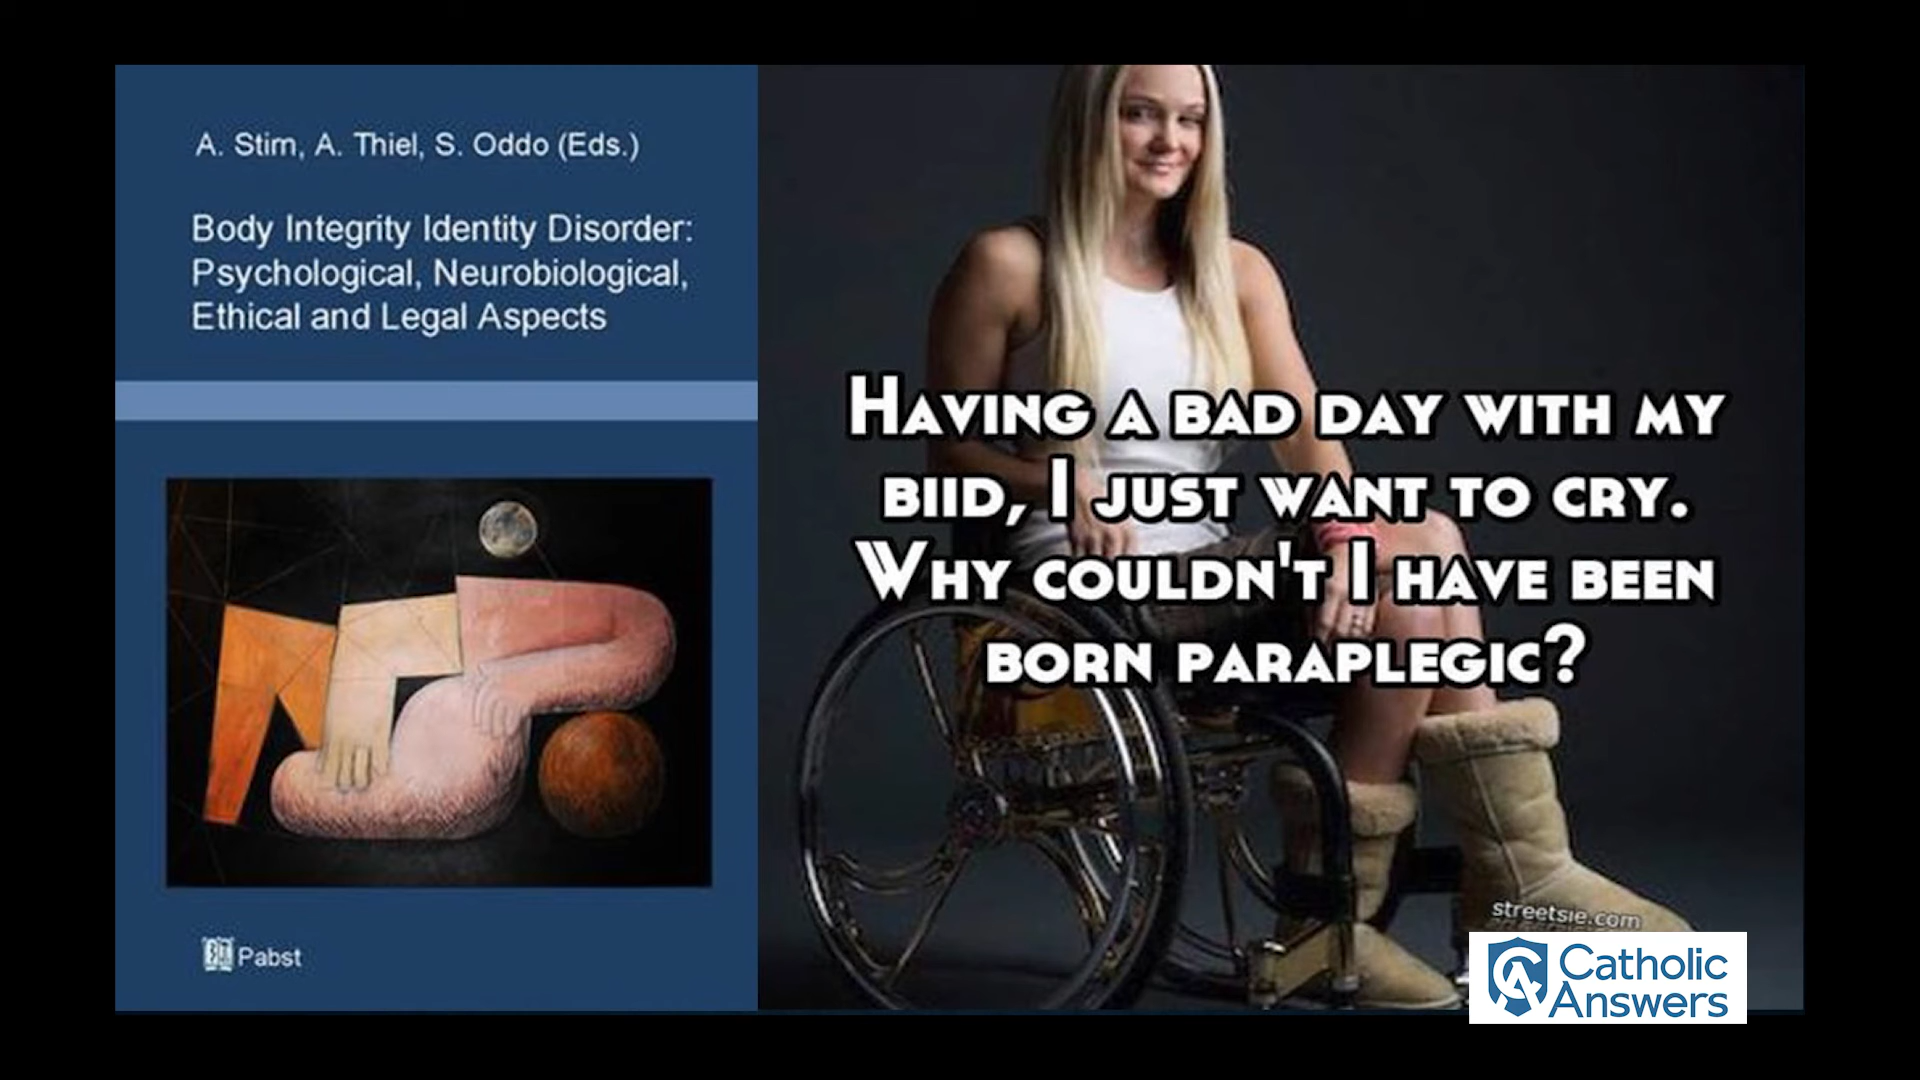 A. Stirn, A. Thiel, S. Oddo (Eds.)
Body Integrity Identity Disorder:
Psychological, Neurobiological,
Ethical and Legal Aspects
Pabst
Having a bad day with my
BIID, I just want to cry.
Why couldn't I have been
born paraplegic?
streetsie.com
Catholic
Answers